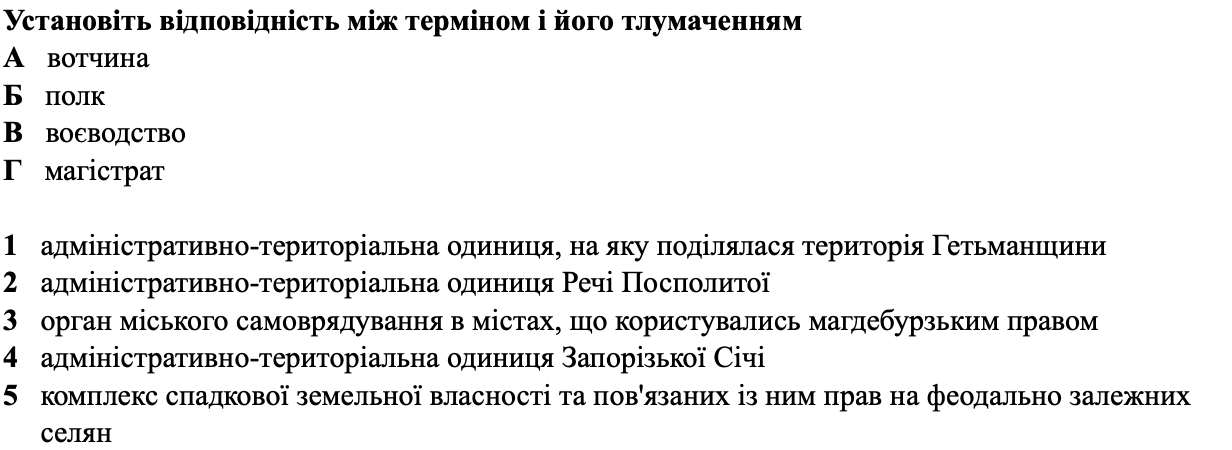 Установіть відповідність між терміном і його тлумаченням
А вотчина
Б полк
В воєводство
Г магістрат
1 адміністративно-територіальна одиниця, на яку поділялася територія Гетьманщини
2 адміністративно-територіальна одиниця Речі Посполитої
3 орган міського самоврядування в містах, що користувались магдебурзьким правом
4 адміністративно-територіальна одиниця Запорізької Січі
5 комплекс спадкової земельної власності та пов'язаних із ним прав на феодально залежних
селян